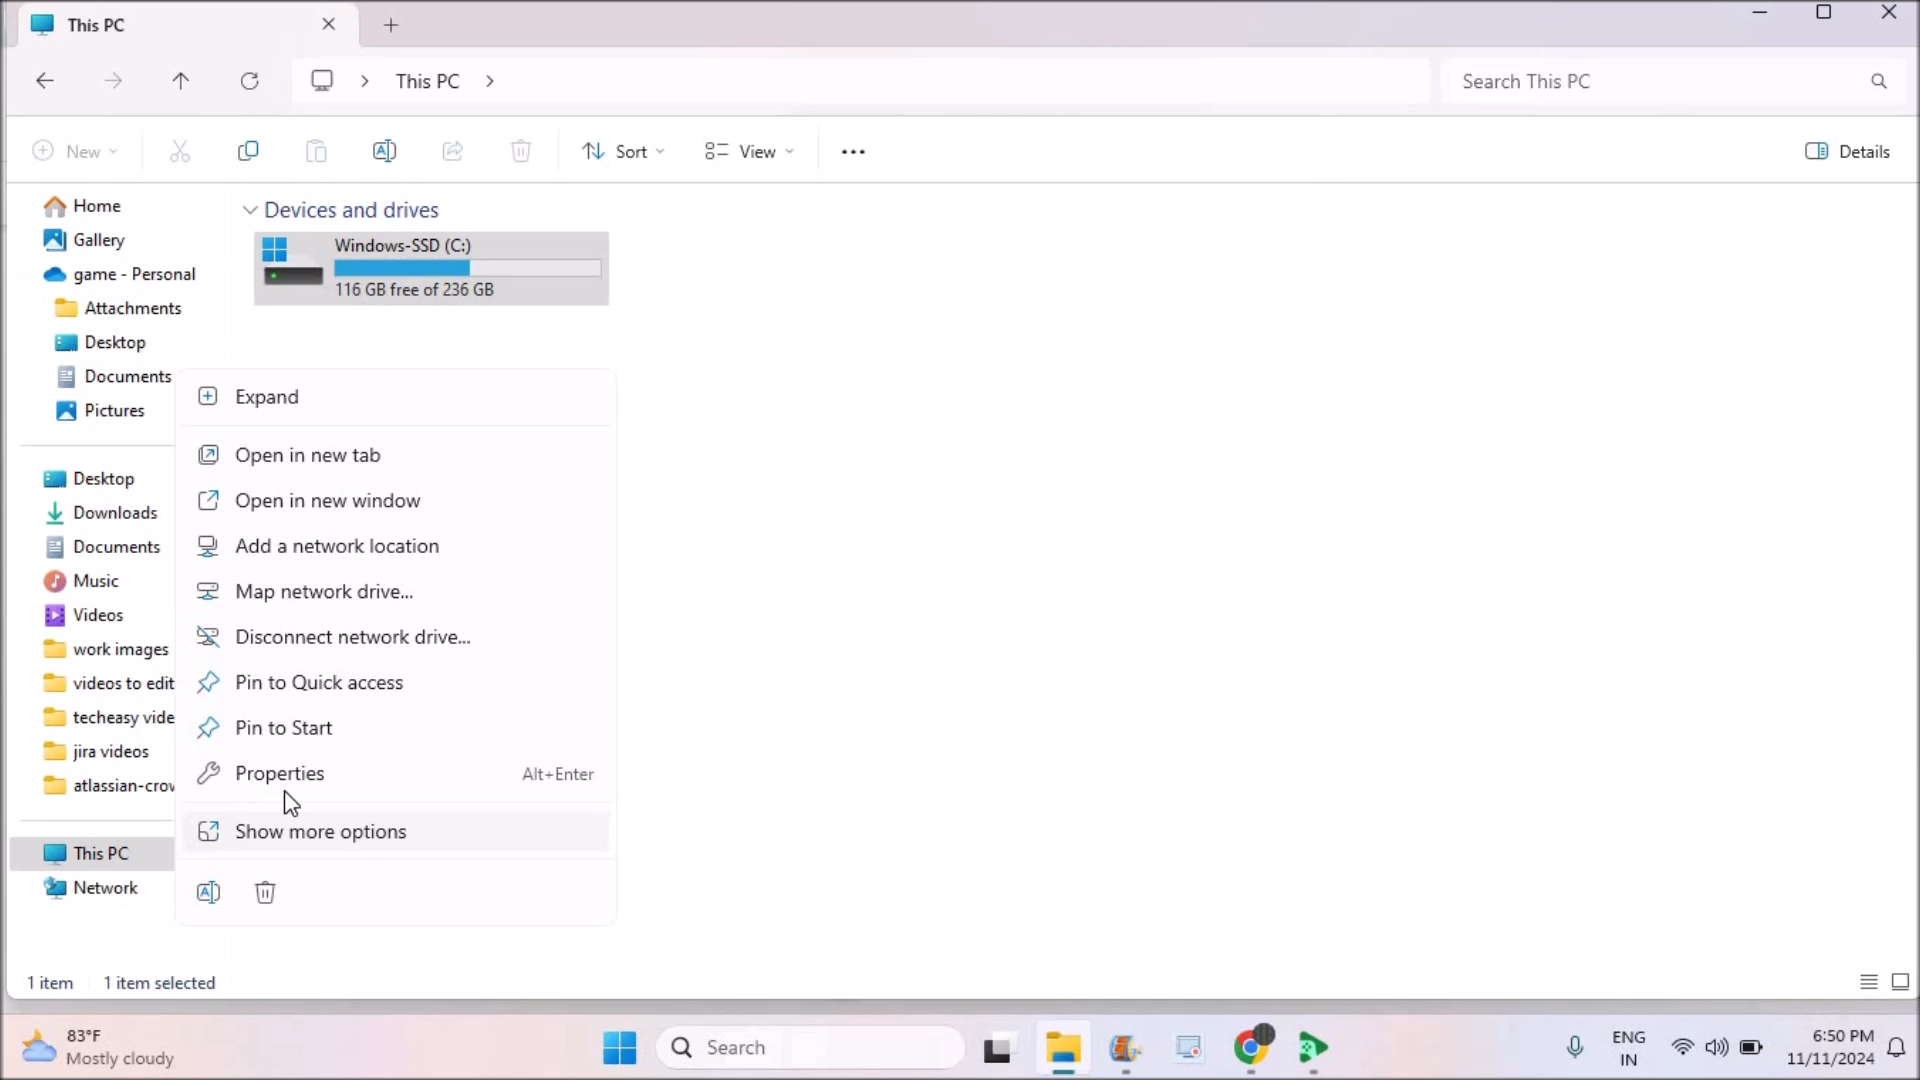 This PC
This PC
Search This PC
New
Sort
View
Details
Home
Gallery
game - Personal
Attachments
Desktop
Documents
Pictures
Desktop
Downloads
Documents
Music
Videos
work images
videos to edit
techeasy vide
jira videos
atlassian-crow
This PC
Network
Devices and drives
Windows-SSD (C:)
116 GB free of 236 GB
Expand
Open in new tab
Open in new window
Add a network location
Map network drive...
Disconnect network drive...
Pin to Quick access
Pin to Start
Properties Alt+Enter
Show more options
1 item 1 item selected
83°F
Mostly cloudy
Search
ENG
IN
6:50 PM
11/11/2024